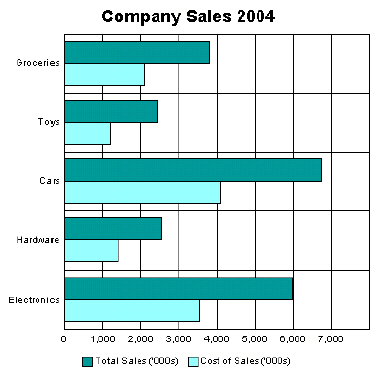 Company Sales 2004
Groceries
Toys
Cars
Hardware
Electronics
0 1,000 2,000 3,000 4,000 5,000 6,000 7,000
Total Sales ('000s) Cost of Sales ('000s)